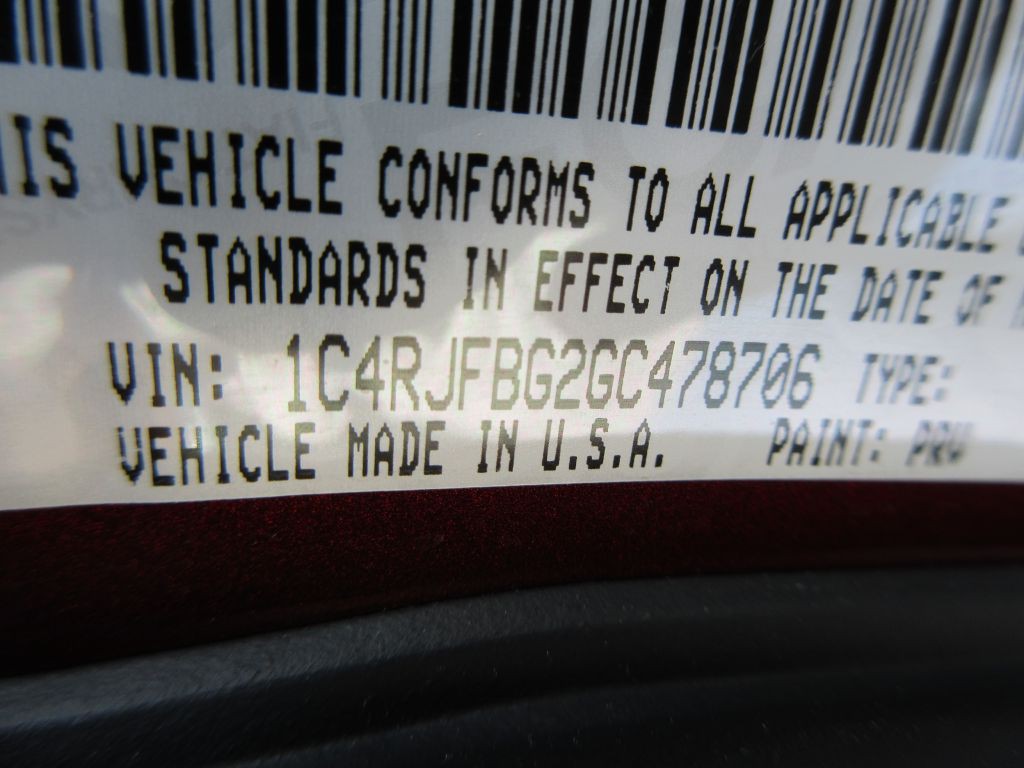 THIS VEHICLE CONFORMS TO ALL APPLICABLE
STANDARDS IN EFFECT ON THE DATE OF
VIN: 1C4RJFBG2GC478706 TYPE:
VEHICLE MADE IN U.S.A. PAINT: PRW